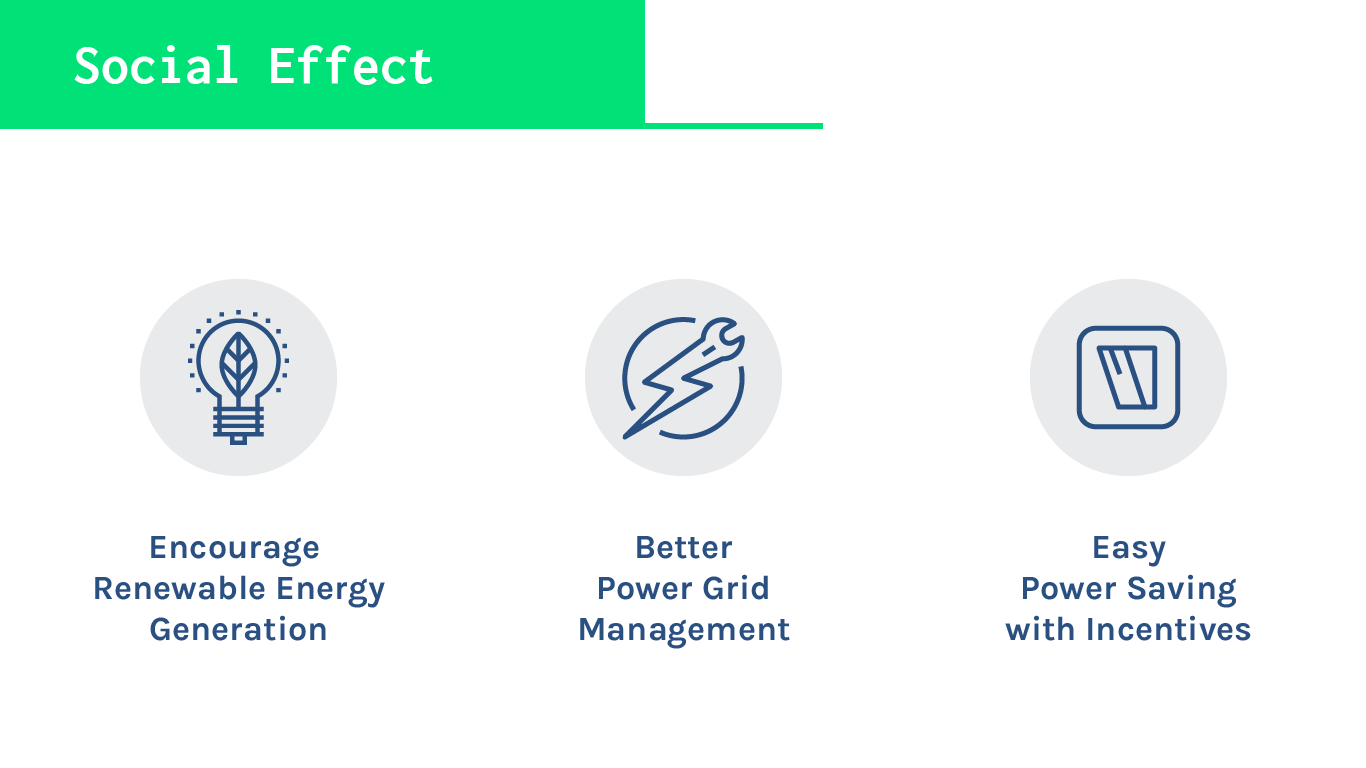 Social Effect
Encourage
Renewable Energy
Generation
Better
Power Grid
Management
Easy
Power Saving
with Incentives